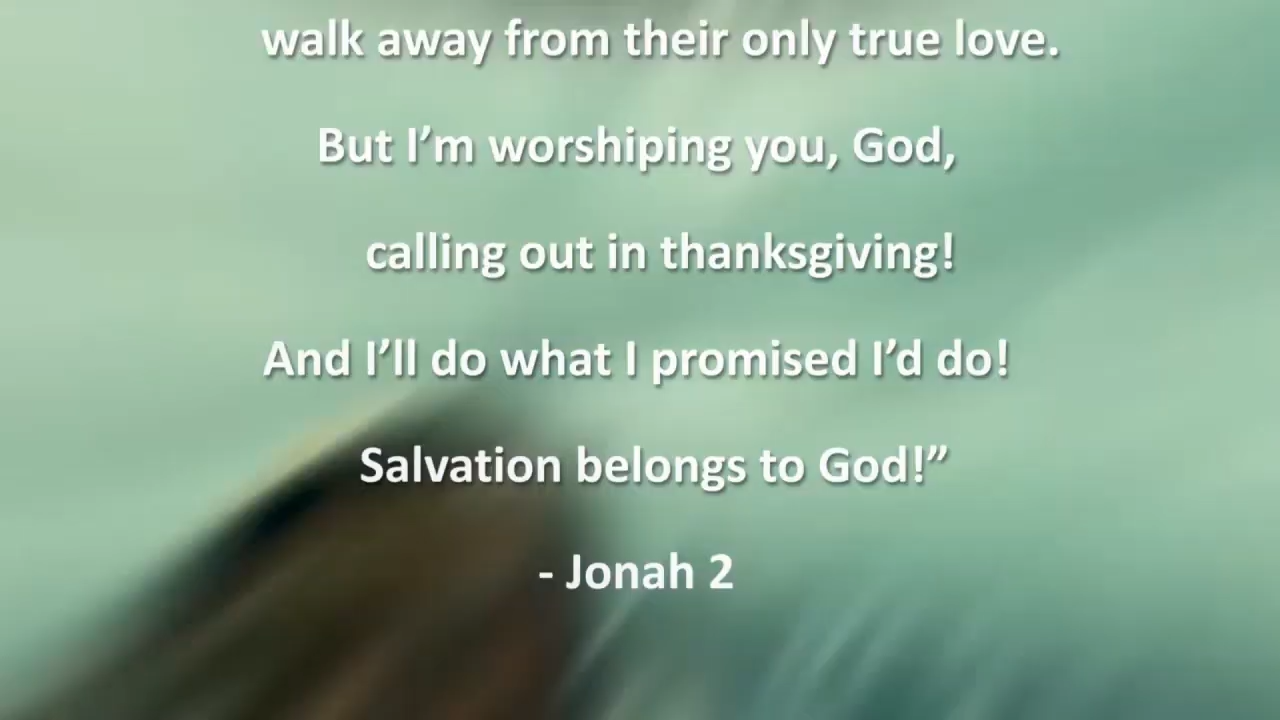 walk away from their only true love.
But I’m worshiping you, God,
calling out in thanksgiving!
And I’ll do what I promised I’d do!
Salvation belongs to God!”
- Jonah 2